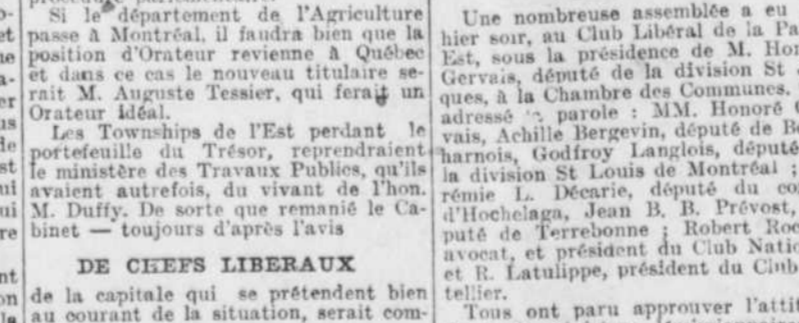 Si le département de l'Agriculture
passe à Montréal, il faudra bien que la
position d'Orateur revienne à Québec
et dans ce cas le nouveau titulaire se-
rait M. Auguste Tessier, qui ferait un
Orateur idéal.
Les Townships de l'Est perdant le
portefeuille du Trésor, reprendraient
le ministère des Travaux Publics, qu'ils
avaient autrefois, du vivant de l'hon.
M. Duffy. De sorte que remanié le Ca-
binet — toujours d'après l'avis
DE CHEFS LIBERAUX
de la capitale qui se prétendent bien
au courant de la situation, serait com-
Une nombreuse assemblée a eu
hier soir, au Club Libéral de la Pa
Est, sous la présidence de M. Hon
Gervais, député de la division St
ques, à la Chambre des Communes.
adressé parole : MM. Honoré G
vais, Achille Bergevin, député de Be
harnois, Godfroy Langlois, député
la division St Louis de Montréal ;
rémie L. Décarie, député du co
d'Hochelaga, Jean B. B. Prévost,
puté de Terrebonne ; Robert Roc
avocat, et président du Club Natio
et R. Latulippe, président du Club
tellier.
Tous ont paru approuver l'attit